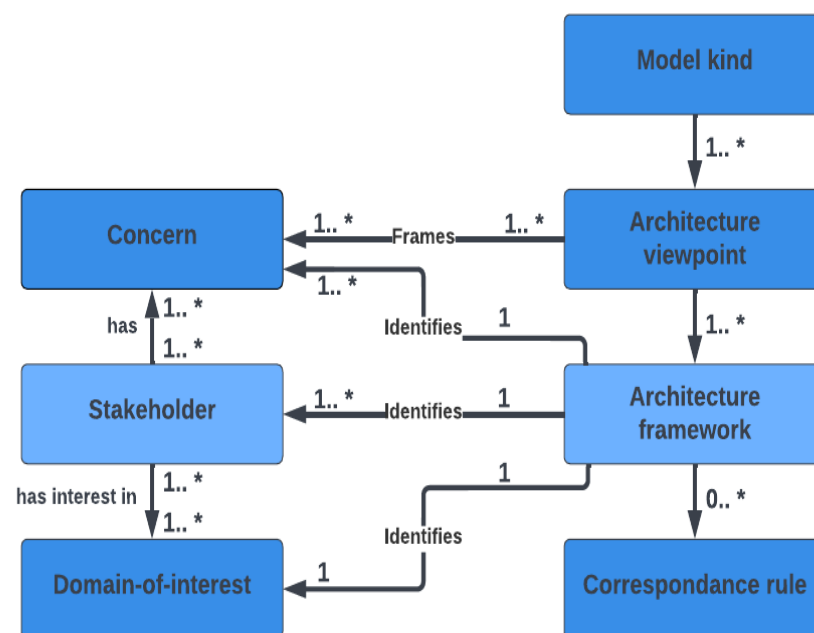 Model kind
1.. *
Concern
1.. *
Frames
1.. *
Architecture
viewpoint
1.. *
1.. *
has
1.. *
Identifies
1
1.. *
Stakeholder
1.. *
Identifies
1
Architecture
framework
has interest in
1.. *
1.. *
1
Identifies
1
0.. *
Domain-of-interest
Correspondance rule